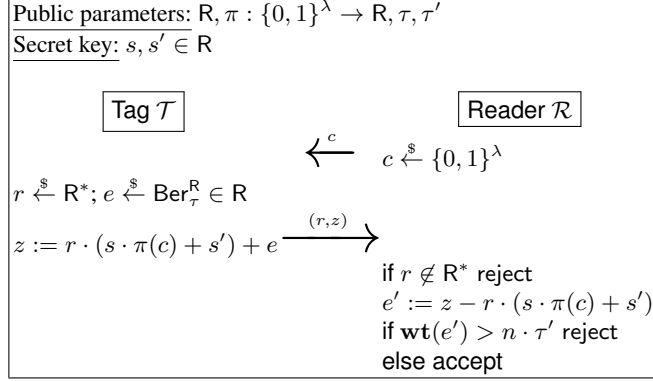 Public parameters: R, π : {0, 1}^λ → R, τ, τ′
Secret key: s, s′ ∈ R
Tag 𝒯
Reader ℛ
c
c ←$ {0, 1}^λ
r ←$ R*; e ←$ Ber_τ^R ∈ R
(r,z)
z := r · (s · π(c) + s′) + e
if r ∉ R* reject
e′ := z − r · (s · π(c) + s′)
if wt(e′) > n · τ′ reject
else accept